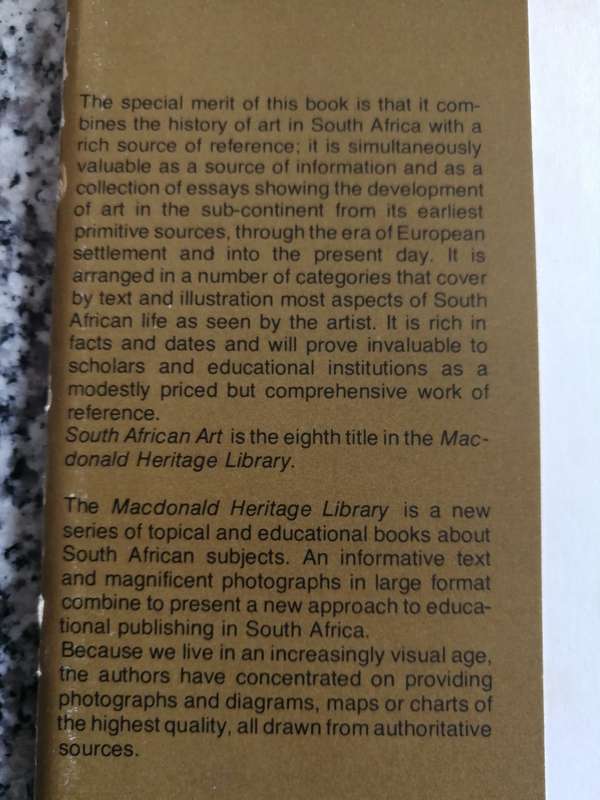 The special merit of this book is that it com-
bines the history of art in South Africa with a
rich source of reference; it is simultaneously
valuable as a source of information and as a
collection of essays showing the development
of art in the sub-continent from its earliest
primitive sources, through the era of European
settlement and into the present day. It is
arranged in a number of categories that cover
by text and illustration most aspects of South
African life as seen by the artist. It is rich in
facts and dates and will prove invaluable to
scholars and educational institutions as a
modestly priced but comprehensive work of
reference.
South African Art is the eighth title in the Mac-
donald Heritage Library.
The Macdonald Heritage Library is a new
series of topical and educational books about
South African subjects. An informative text
and magnificent photographs in large format
combine to present a new approach to educa-
tional publishing in South Africa.
Because we live in an increasingly visual age,
the authors have concentrated on providing
photographs and diagrams, maps or charts of
the highest quality, all drawn from authoritative
sources.